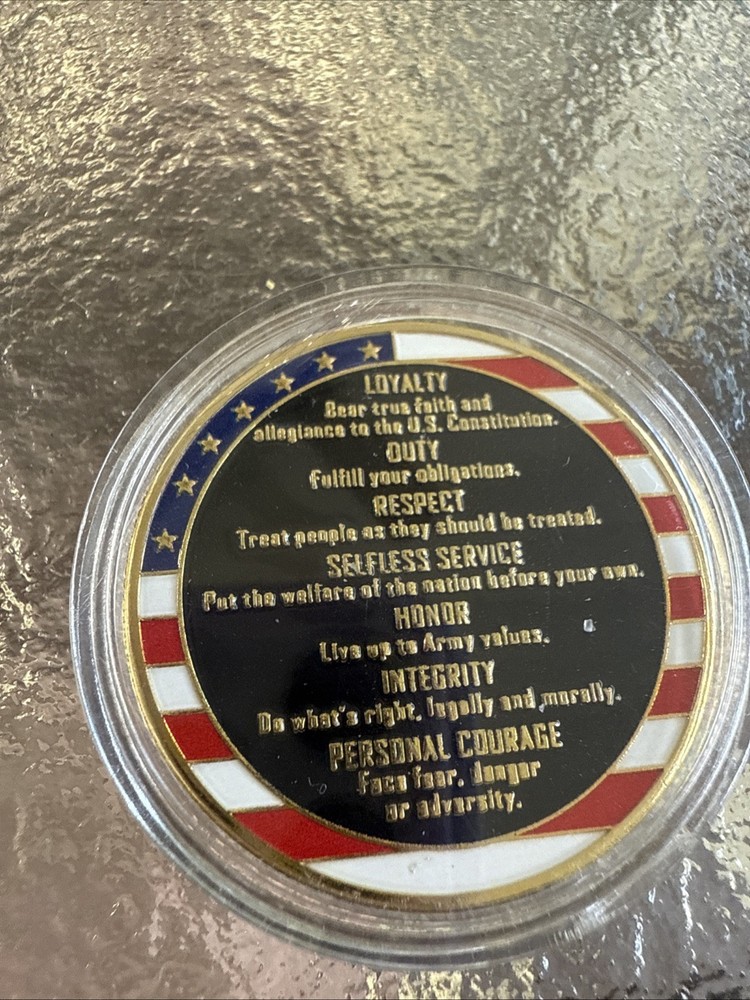 LOYALTY
Bear true faith and
allegiance to the U.S. Constitution.
DUTY
Fulfill your obligations.
RESPECT
Treat people as they should be treated.
SELFLESS SERVICE
Put the welfare of the nation before your own.
HONOR
Live up to Army values.
INTEGRITY
Do what's right, legally and morally.
PERSONAL COURAGE
Face fear, danger
or adversity.